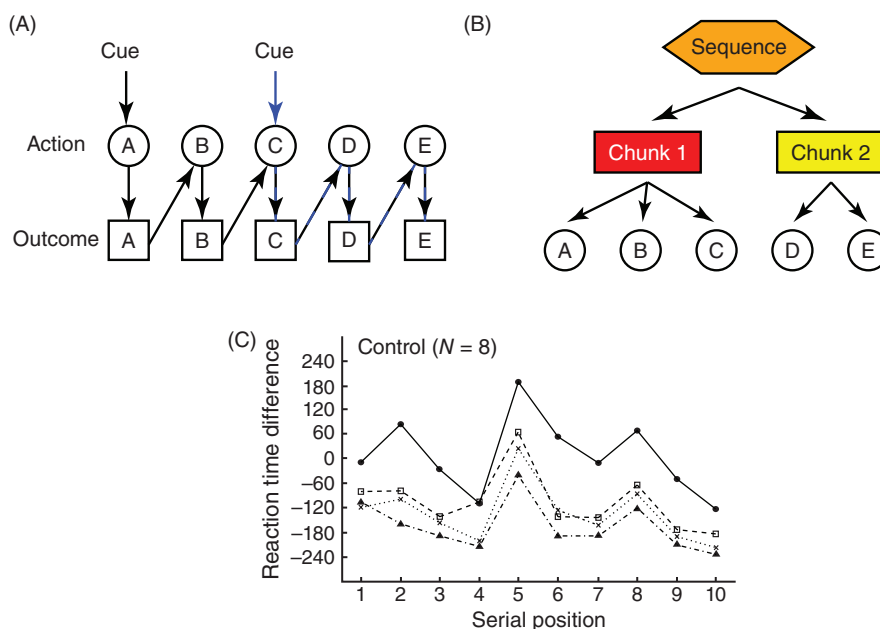 (A)
Cue Cue
Action A B C D E
Outcome A B C D E
(B)
Sequence
Chunk 1 Chunk 2
A B C D E
(C)
Control (N = 8)
Reaction time difference
240
180
120
60
0
−60
−120
−180
−240
1 2 3 4 5 6 7 8 9 10
Serial position